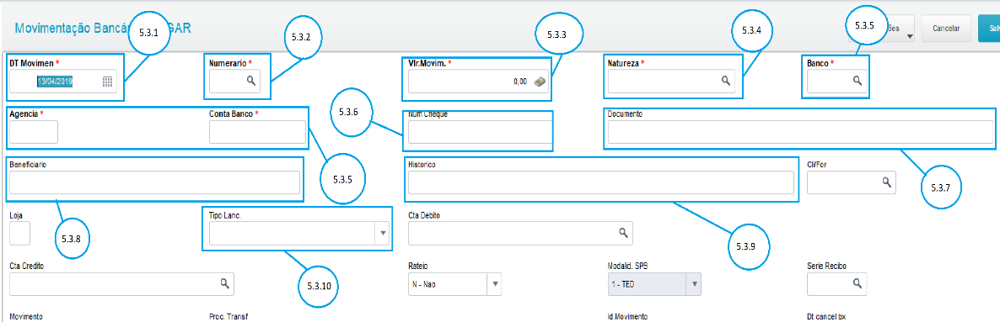 Movimentação Bancá GAR 5.3.1 5.3.2 5.3.3 5.3.4 5.3.5 ões Cancelar Sal
DT Movimen * Numerario * Vlr.Movim. * Natureza * Banco *
13/04/2019 0,00
Agencia * Conta Banco * 5.3.6 Num Cheque Documento
Beneficiario 5.3.5 Historico Cli/For 5.3.7
Loja 5.3.8 Tipo Lanc. Cta Debito 5.3.9
Cta Credito 5.3.10 Rateio Modalid. SPB Serie Recibo
N - Nao 1 - TED
Movimento Proc. Transf Id.Movimento Dt cancel bx